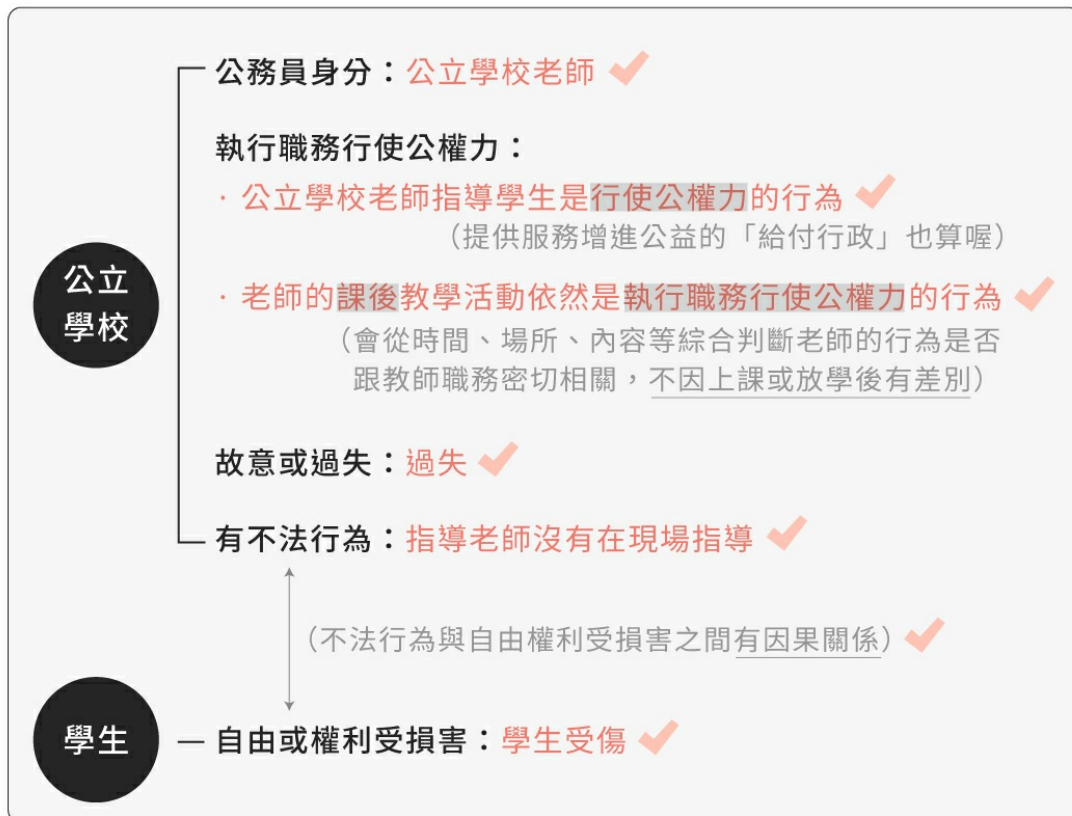 公務員身分：公立學校老師
執行職務行使公權力：
· 公立學校老師指導學生是行使公權力的行為
（提供服務增進公益的「給付行政」也算喔）
公立
學校
· 老師的課後教學活動依然是執行職務行使公權力的行為
（會從時間、場所、內容等綜合判斷老師的行為是否
跟教師職務密切相關，不因上課或放學後有差別）
故意或過失：過失
有不法行為：指導老師沒有在現場指導
（不法行為與自由權利受損害之間有因果關係）
學生
自由或權利受損害：學生受傷